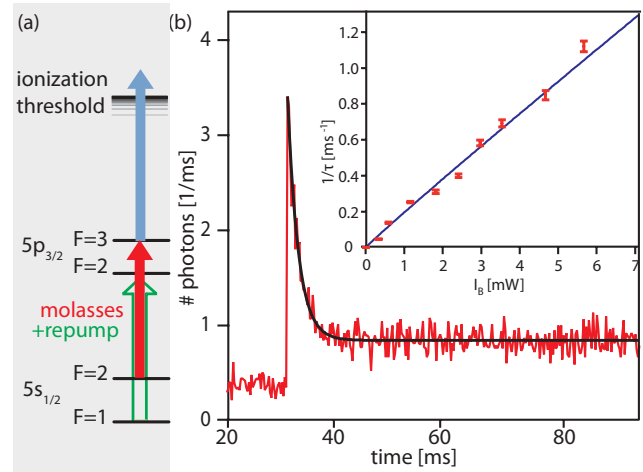 (a)
ionization
threshold
5p3/2
F=3
F=2
molasses
+repump
F=2
5s1/2
F=1
(b)
# photons [1/ms]
4
3
2
1
0
20
40
60
80
time [ms]
1/τ [ms-1]
1.2
1.0
0.8
0.6
0.4
0.2
0
0
1
2
3
4
5
6
7
IB [mW]